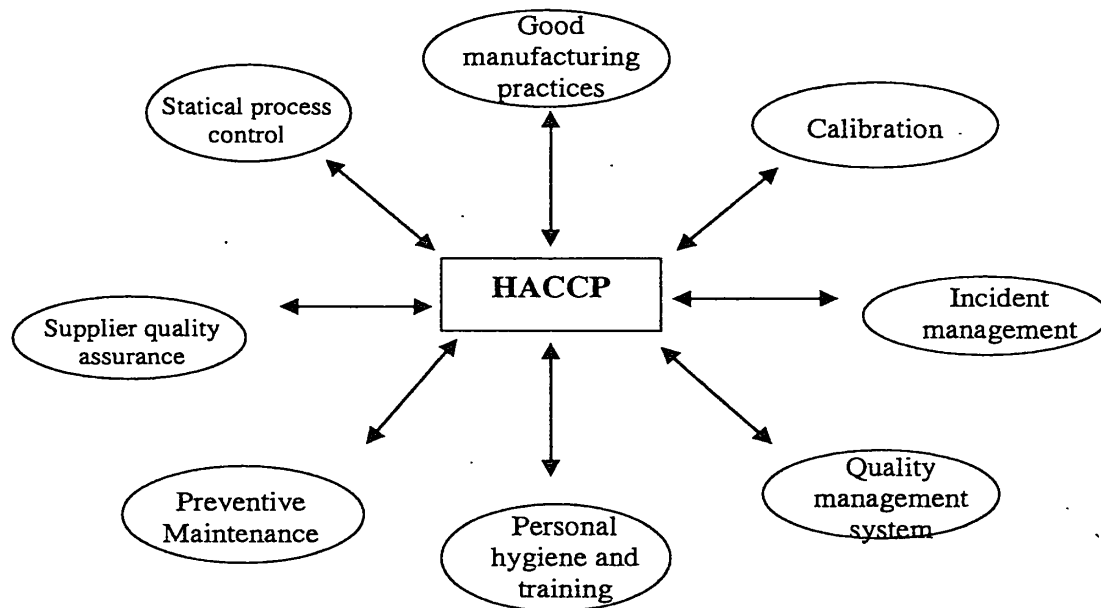 Good
manufacturing
practices
Statical process
control
Calibration
HACCP
Incident
management
Supplier quality
assurance
Preventive
Maintenance
Personal
hygiene and
training
Quality
management
system